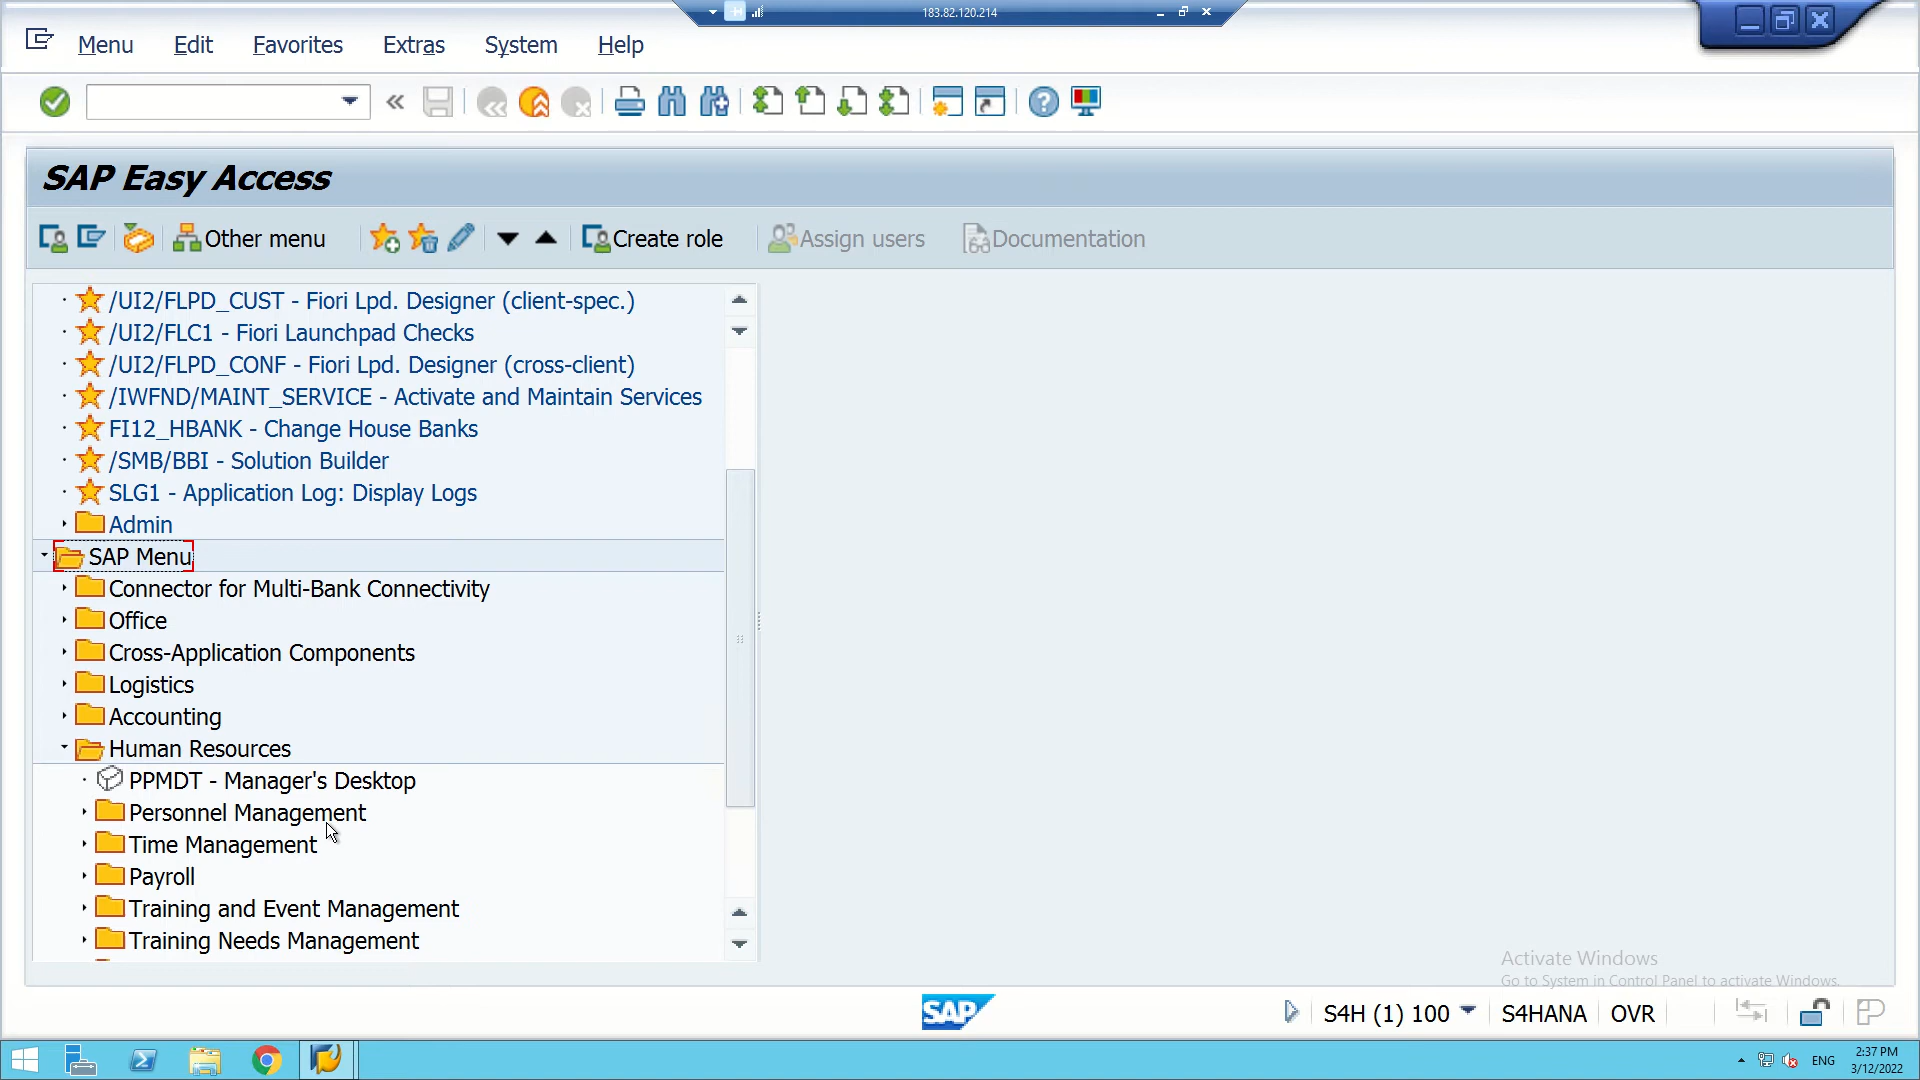 183.82.120.214
Menu Edit Favorites Extras System Help
SAP Easy Access
Other menu Create role Assign users Documentation
/UI2/FLPD_CUST - Fiori Lpd. Designer (client-spec.)
/UI2/FLC1 - Fiori Launchpad Checks
/UI2/FLPD_CONF - Fiori Lpd. Designer (cross-client)
/IWFND/MAINT_SERVICE - Activate and Maintain Services
FI12_HBANK - Change House Banks
/SMB/BBI - Solution Builder
SLG1 - Application Log: Display Logs
Admin
SAP Menu
Connector for Multi-Bank Connectivity
Office
Cross-Application Components
Logistics
Accounting
Human Resources
PPMDT - Manager's Desktop
Personnel Management
Time Management
Payroll
Training and Event Management
Training Needs Management
Activate Windows
Go to System in Control Panel to activate Windows.
SAP S4H (1) 100 S4HANA OVR
ENG 2:37 PM
3/12/2022